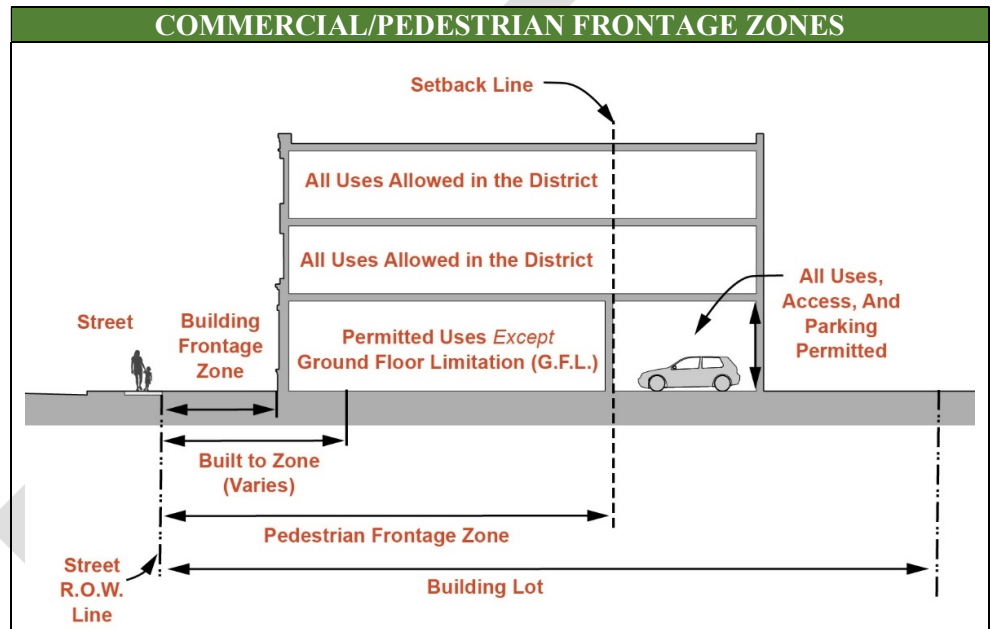 COMMERCIAL/PEDESTRIAN FRONTAGE ZONES
Setback Line
All Uses Allowed in the District
All Uses Allowed in the District
Street
Building
Frontage
Zone
Permitted Uses Except
Ground Floor Limitation (G.F.L.)
All Uses,
Access, And
Parking
Permitted
Built to Zone
(Varies)
Pedestrian Frontage Zone
Street
R.O.W.
Line
Building Lot